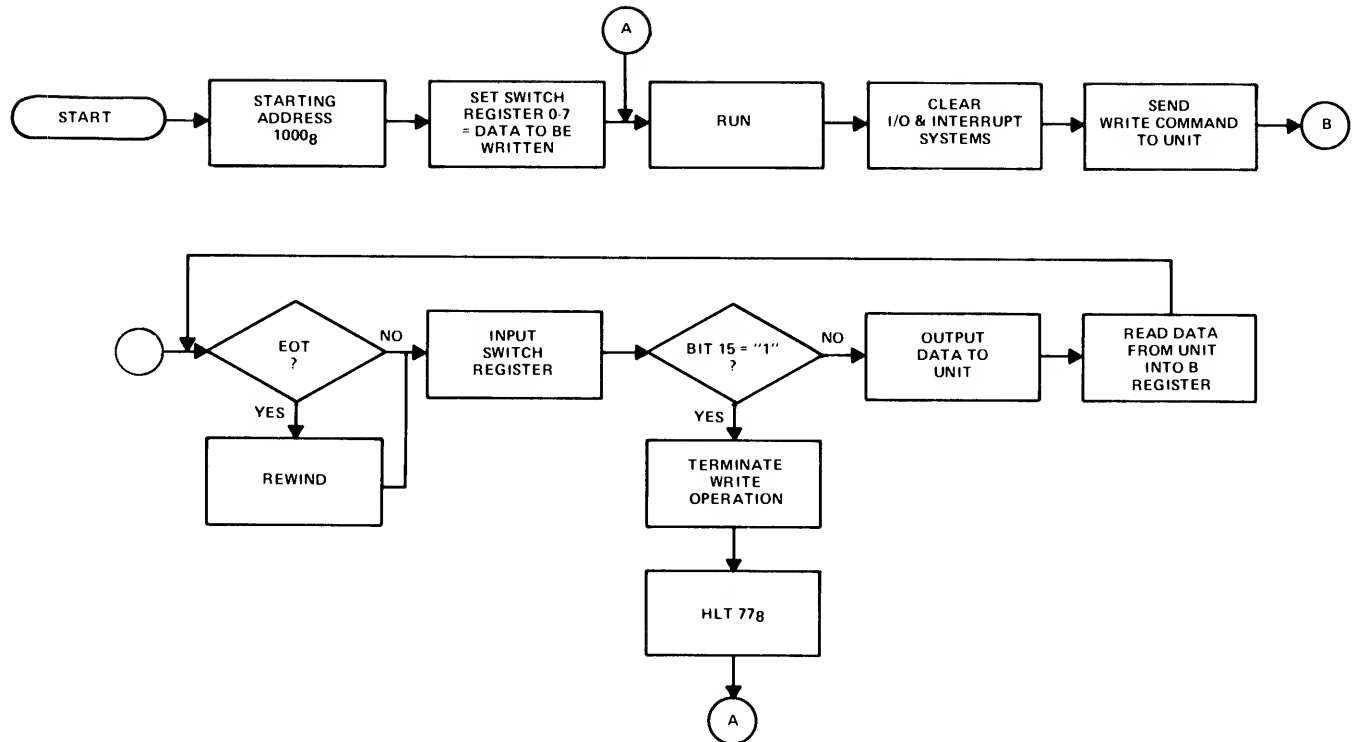 A
START
STARTING
ADDRESS
1000₈
SET SWITCH
REGISTER 0-7
= DATA TO BE
WRITTEN
RUN
CLEAR
I/O & INTERRUPT
SYSTEMS
SEND
WRITE COMMAND
TO UNIT
B
EOT
?
NO
YES
REWIND
INPUT
SWITCH
REGISTER
BIT 15 = "1"
?
NO
YES
OUTPUT
DATA TO
UNIT
READ DATA
FROM UNIT
INTO B
REGISTER
TERMINATE
WRITE
OPERATION
HLT 77₈
A